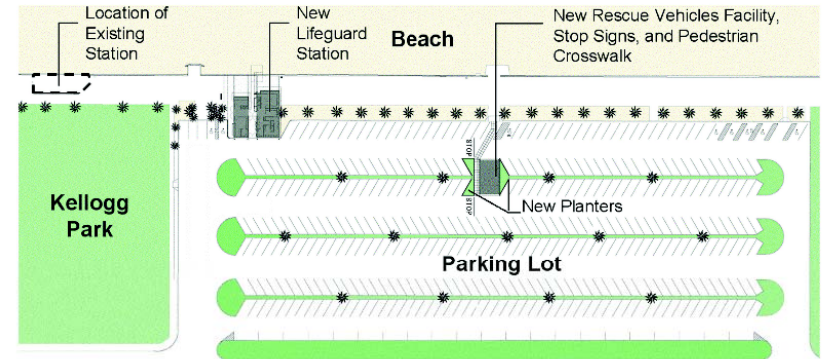 Location of
Existing
Station
New
Lifeguard
Station
Beach
New Rescue Vehicles Facility,
Stop Signs, and Pedestrian
Crosswalk
STOP
STOP
Kellogg
Park
New Planters
Parking Lot